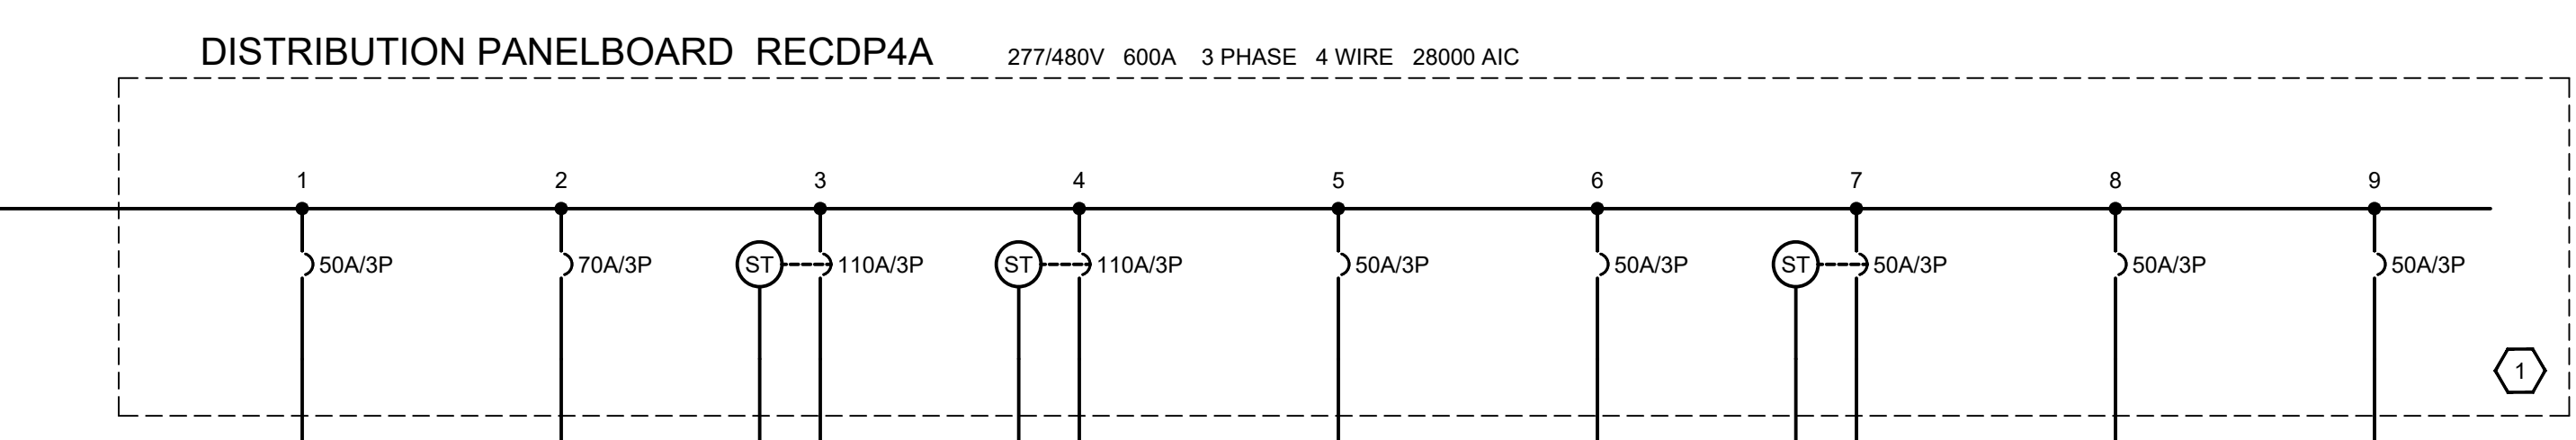 DISTRIBUTION PANELBOARD RECDP4A 277/480V 600A 3 PHASE 4 WIRE 28000 AIC
1 2 3 4 5 6 7 8 9
50A/3P 70A/3P ST 110A/3P ST 110A/3P 50A/3P 50A/3P ST 50A/3P 50A/3P 50A/3P
1